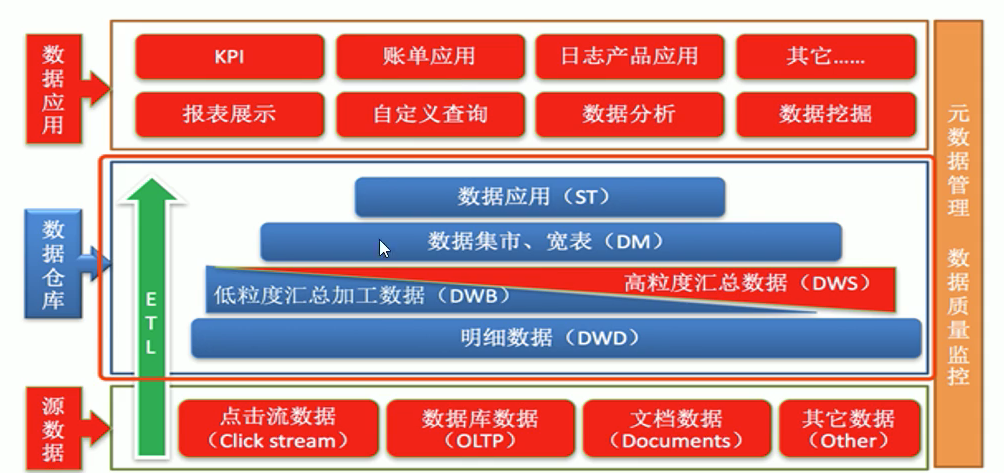 数据应用
KPI
账单应用
日志产品应用
其它......
报表展示
自定义查询
数据分析
数据挖掘
数据仓库
ETL
数据应用（ST）
数据集市、宽表（DM）
高粒度汇总数据（DWS）
低粒度汇总加工数据（DWB）
明细数据（DWD）
源数据
点击流数据
（Click stream）
数据库数据
（OLTP）
文档数据
（Documents）
其它数据
（Other）
元数据管理 数据质量监控